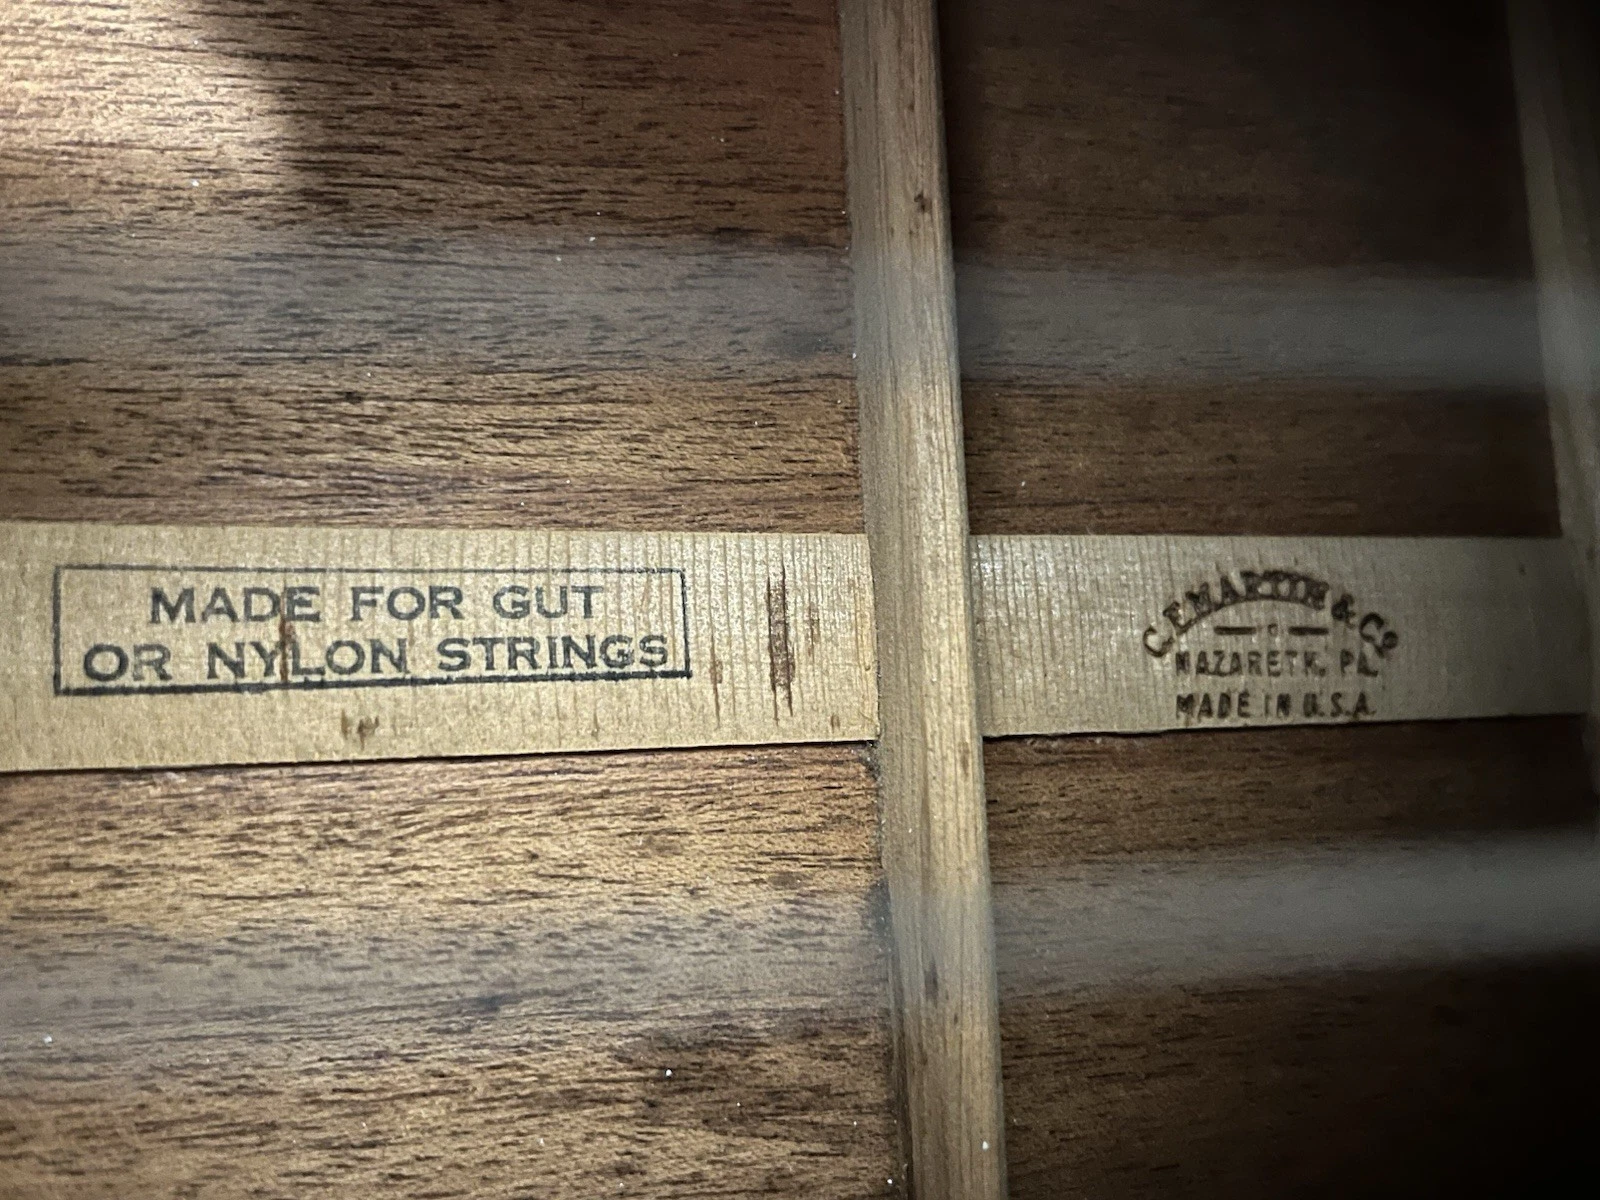 MADE FOR GUT
OR NYLON STRINGS
C.F. MARTIN & CO
NAZARETH, PA.
MADE IN U.S.A.